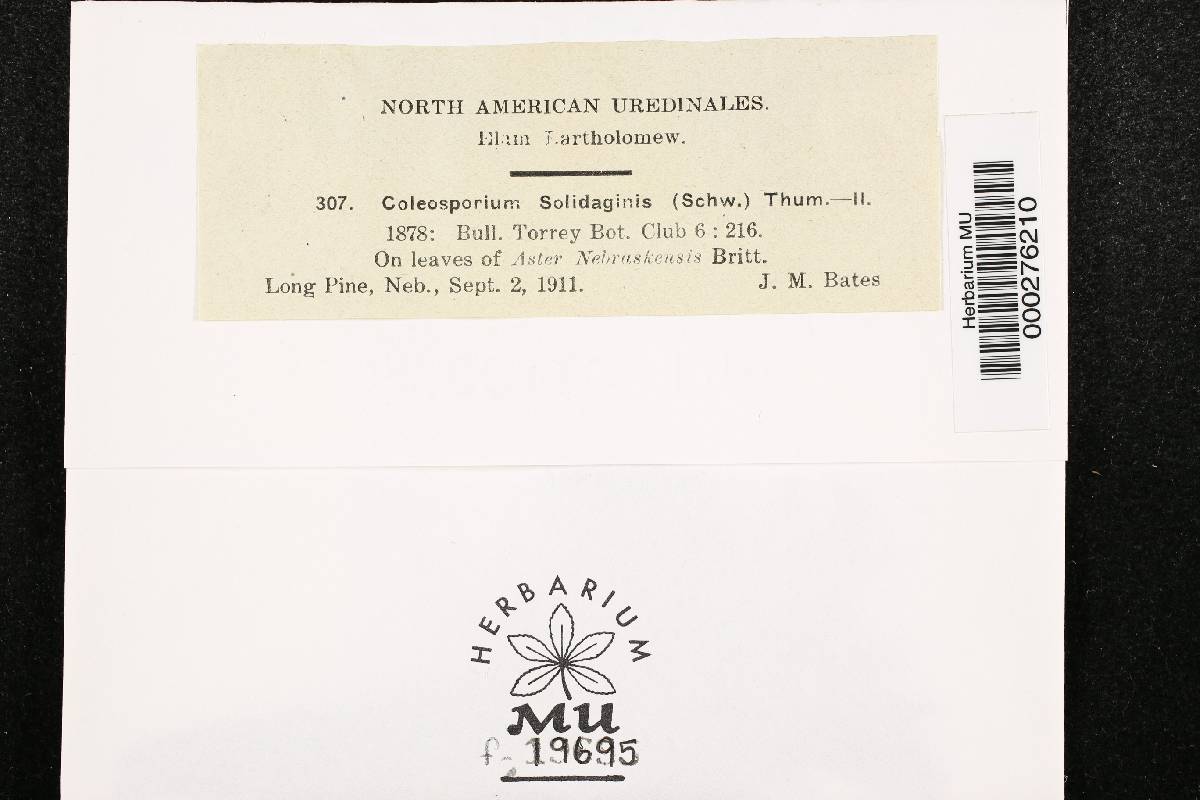 NORTH AMERICAN UREDINALES.
Elam Bartholomew.
307. Coleosporium Solidaginis (Schw.) Thum.—II.
1878: Bull. Torrey Bot. Club 6 : 216.
On leaves of Aster Nebraskensis Britt.
Long Pine, Neb., Sept. 2, 1911. J. M. Bates
Herbarium MU
000276210
HERBARIUM
MU
f-19695